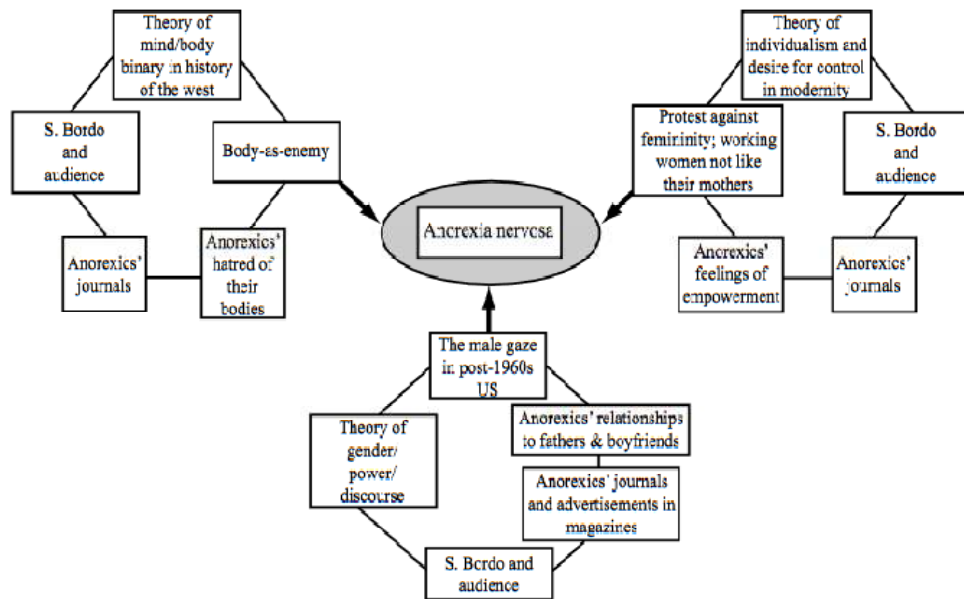 Theory of
mind/body
binary in history
of the west
S. Bordo
and
audience
Body-as-enemy
Anorexics’
journals
Anorexics’
hatred of
their
bodies
Anorexia nervosa
Theory of
individualism and
desire for control
in modernity
Protest against
femininity; working
women not like
their mothers
S. Bordo
and
audience
Anorexics’
feelings of
empowerment
Anorexics’
journals
The male gaze
in post-1960s
US
Theory of
gender/
power/
discourse
Anorexics’ relationships
to fathers & boyfriends
Anorexics’ journals
and advertisements in
magazines
S. Bordo and
audience